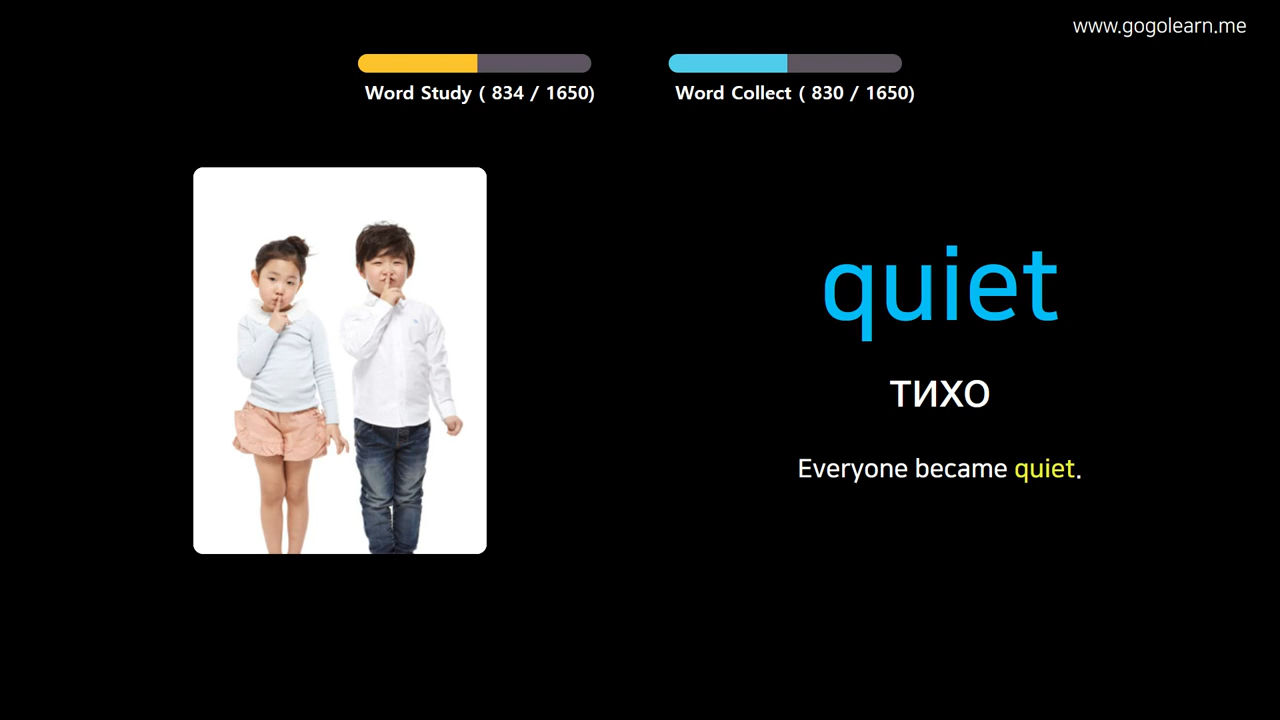 www.gogolearn.me
Word Study ( 834 / 1650)
Word Collect ( 830 / 1650)
quiet
тихо
Everyone became quiet.